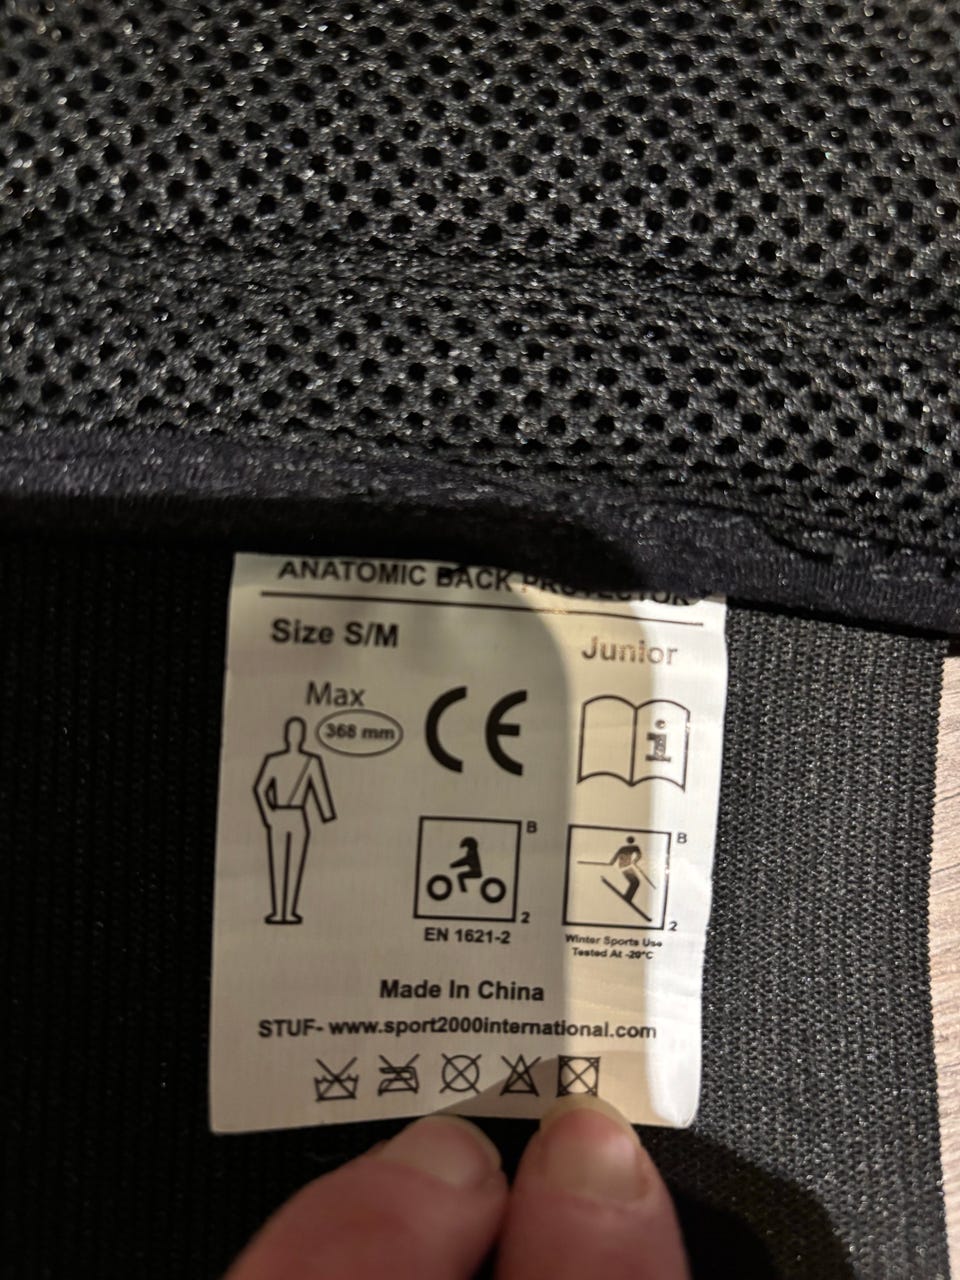 ANATOMIC BACK PROTECTOR
Size S/M
Junior
Max
368 mm
CE
i
B
2
EN 1621-2
B
2
Winter Sports Use
Tested At -20°C
Made In China
STUF- www.sport2000international.com